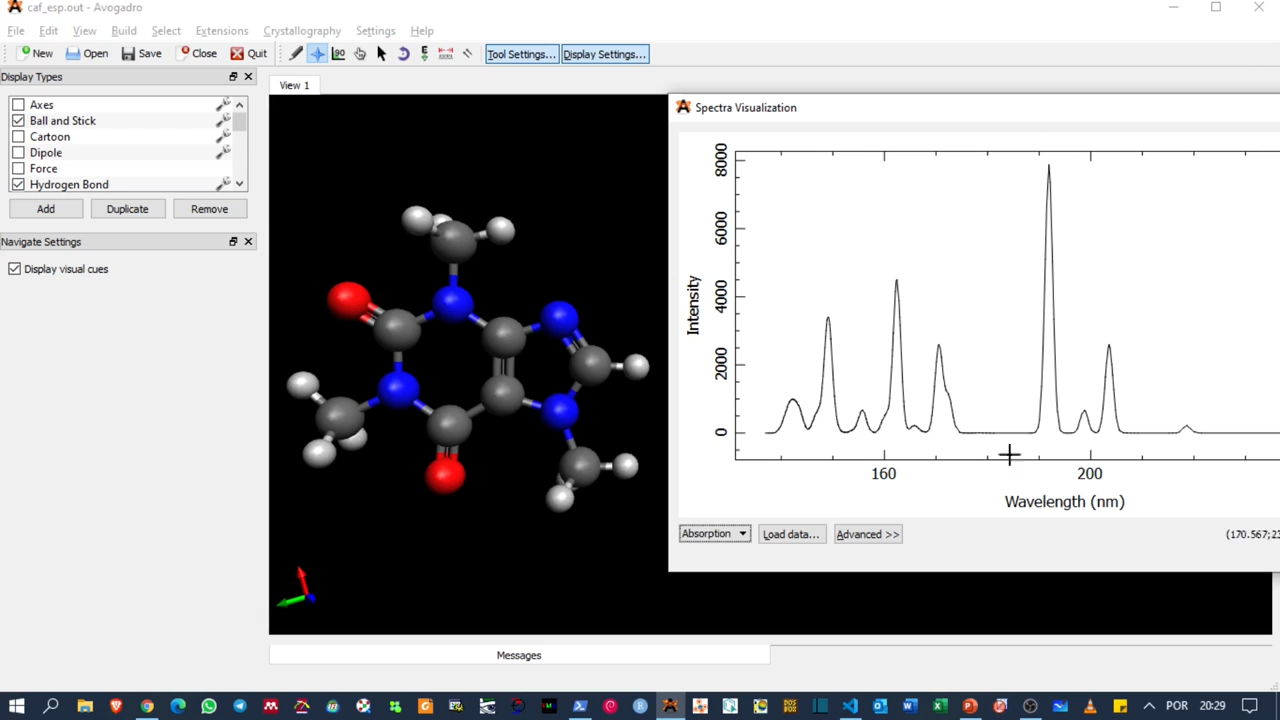 caf_esp.out - Avogadro
File Edit View Build Select Extensions Crystallography Settings Help
New Open Save Close Quit Tool Settings... Display Settings...
Display Types
Axes
Ball and Stick
Cartoon
Dipole
Force
Hydrogen Bond
Add Duplicate Remove
Navigate Settings
Display visual cues
View 1
Spectra Visualization
8000
6000
4000
2000
0
Intensity
160 200
Wavelength (nm)
Absorption Load data... Advanced >>
(170.567;23
Messages
POR 20:29